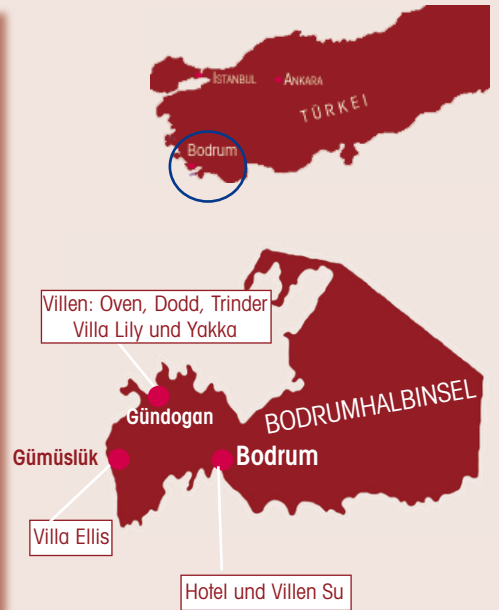 İSTANBUL
ANKARA
TÜRKEI
Bodrum
Villen: Oven, Dodd, Trinder
Villa Lily und Yakka
BODRUMHALBINSEL
Gündogan
Gümüslük
Bodrum
Villa Ellis
Hotel und Villen Su